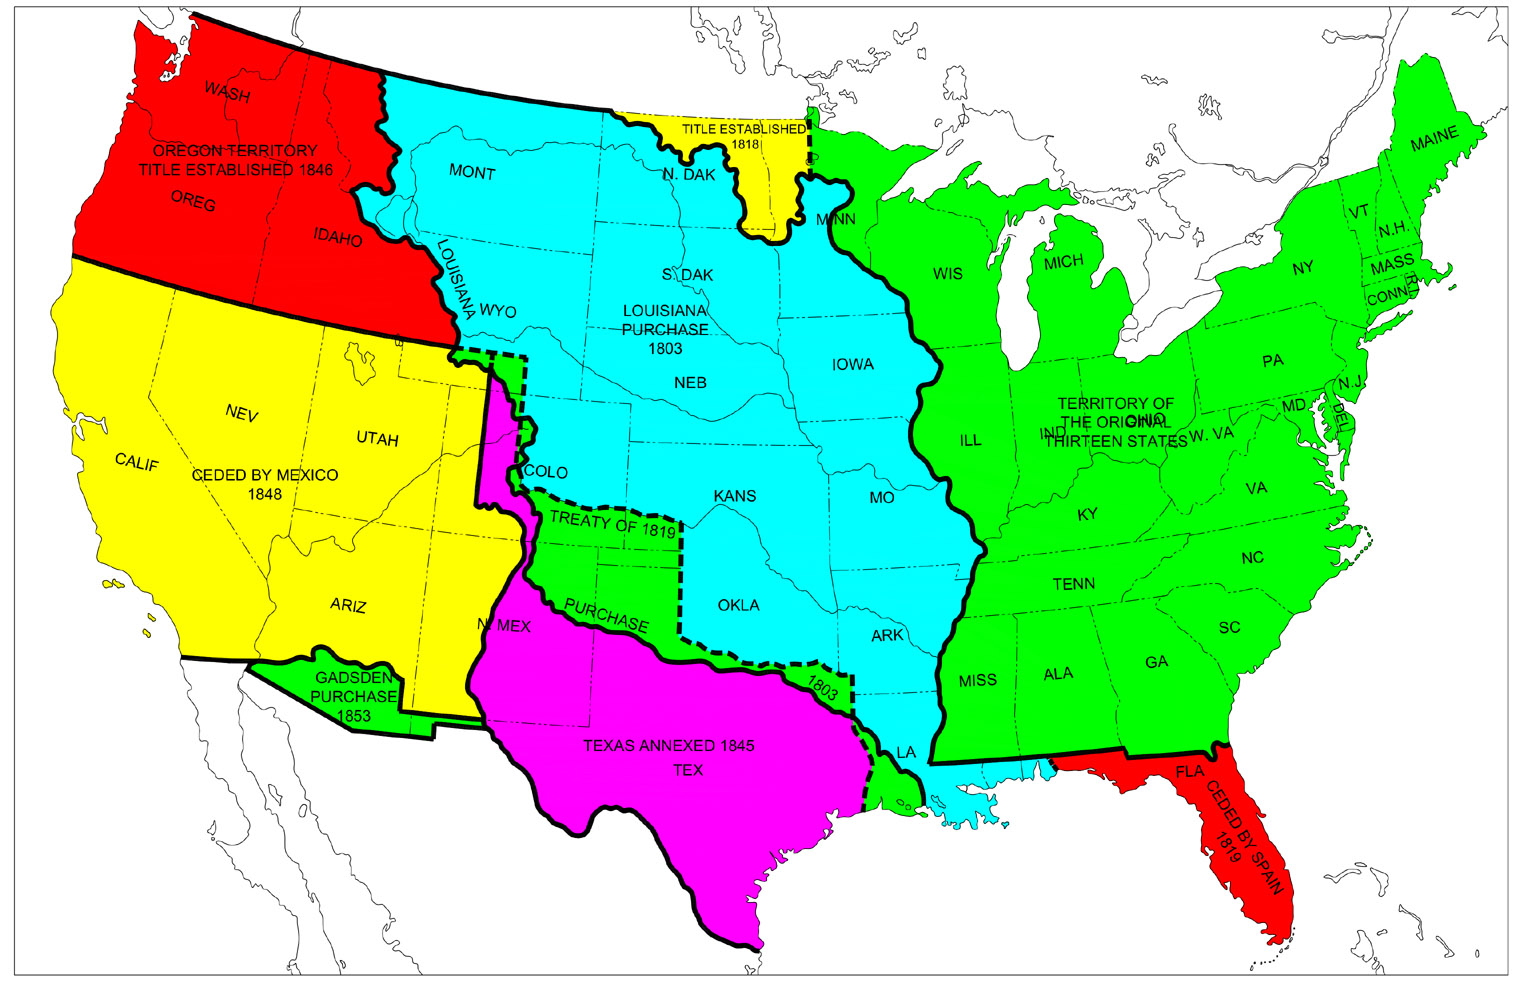 WASH
OREGON TERRITORY
TITLE ESTABLISHED 1846
OREG
IDAHO
MONT
LOUISIANA
WYO
N. DAK
TITLE ESTABLISHED
1818
MINN
S. DAK
LOUISIANA
PURCHASE
1803
NEB
IOWA
WIS
MICH
MAINE
VT
N.H.
NY
MASS
R.I.
CONN
PA
N.J.
MD
DEL
TERRITORY OF
THE ORIGINAL
THIRTEEN STATES
ILL
IND
OHIO
W. VA
VA
KY
NC
TENN
SC
MISS
ALA
GA
NEV
UTAH
CALIF
CEDED BY MEXICO
1848
ARIZ
COLO
KANS
MO
TREATY OF 1819
PURCHASE
1803
OKLA
ARK
N. MEX
GADSDEN
PURCHASE
1853
TEXAS ANNEXED 1845
TEX
LA
FLA
CEDED BY SPAIN
1819